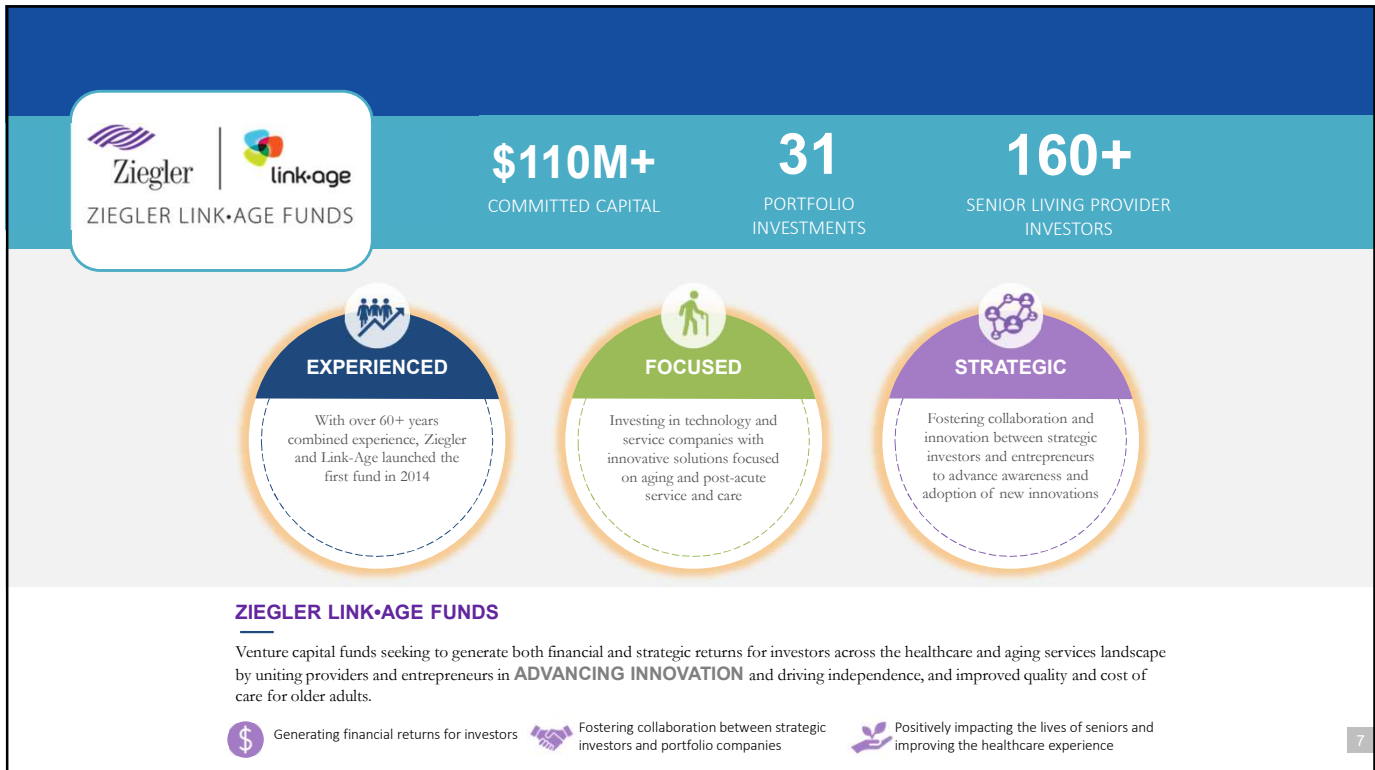 Ziegler
link•age
ZIEGLER LINK•AGE FUNDS
$110M+
COMMITTED CAPITAL
31
PORTFOLIO
INVESTMENTS
160+
SENIOR LIVING PROVIDER
INVESTORS
EXPERIENCED
With over 60+ years
combined experience, Ziegler
and Link-Age launched the
first fund in 2014
FOCUSED
Investing in technology and
service companies with
innovative solutions focused
on aging and post-acute
service and care
STRATEGIC
Fostering collaboration and
innovation between strategic
investors and entrepreneurs
to advance awareness and
adoption of new innovations
ZIEGLER LINK•AGE FUNDS
Venture capital funds seeking to generate both financial and strategic returns for investors across the healthcare and aging services landscape
by uniting providers and entrepreneurs in ADVANCING INNOVATION and driving independence, and improved quality and cost of
care for older adults.
$
Generating financial returns for investors
Fostering collaboration between strategic
investors and portfolio companies
Positively impacting the lives of seniors and
improving the healthcare experience
7